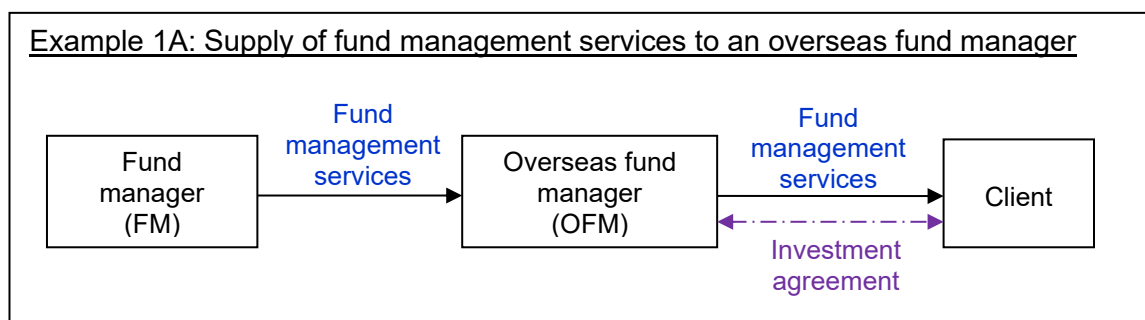 Example 1A: Supply of fund management services to an overseas fund manager
Fund
manager
(FM)
Fund
management
services
Overseas fund
manager
(OFM)
Fund
management
services
Investment
agreement
Client